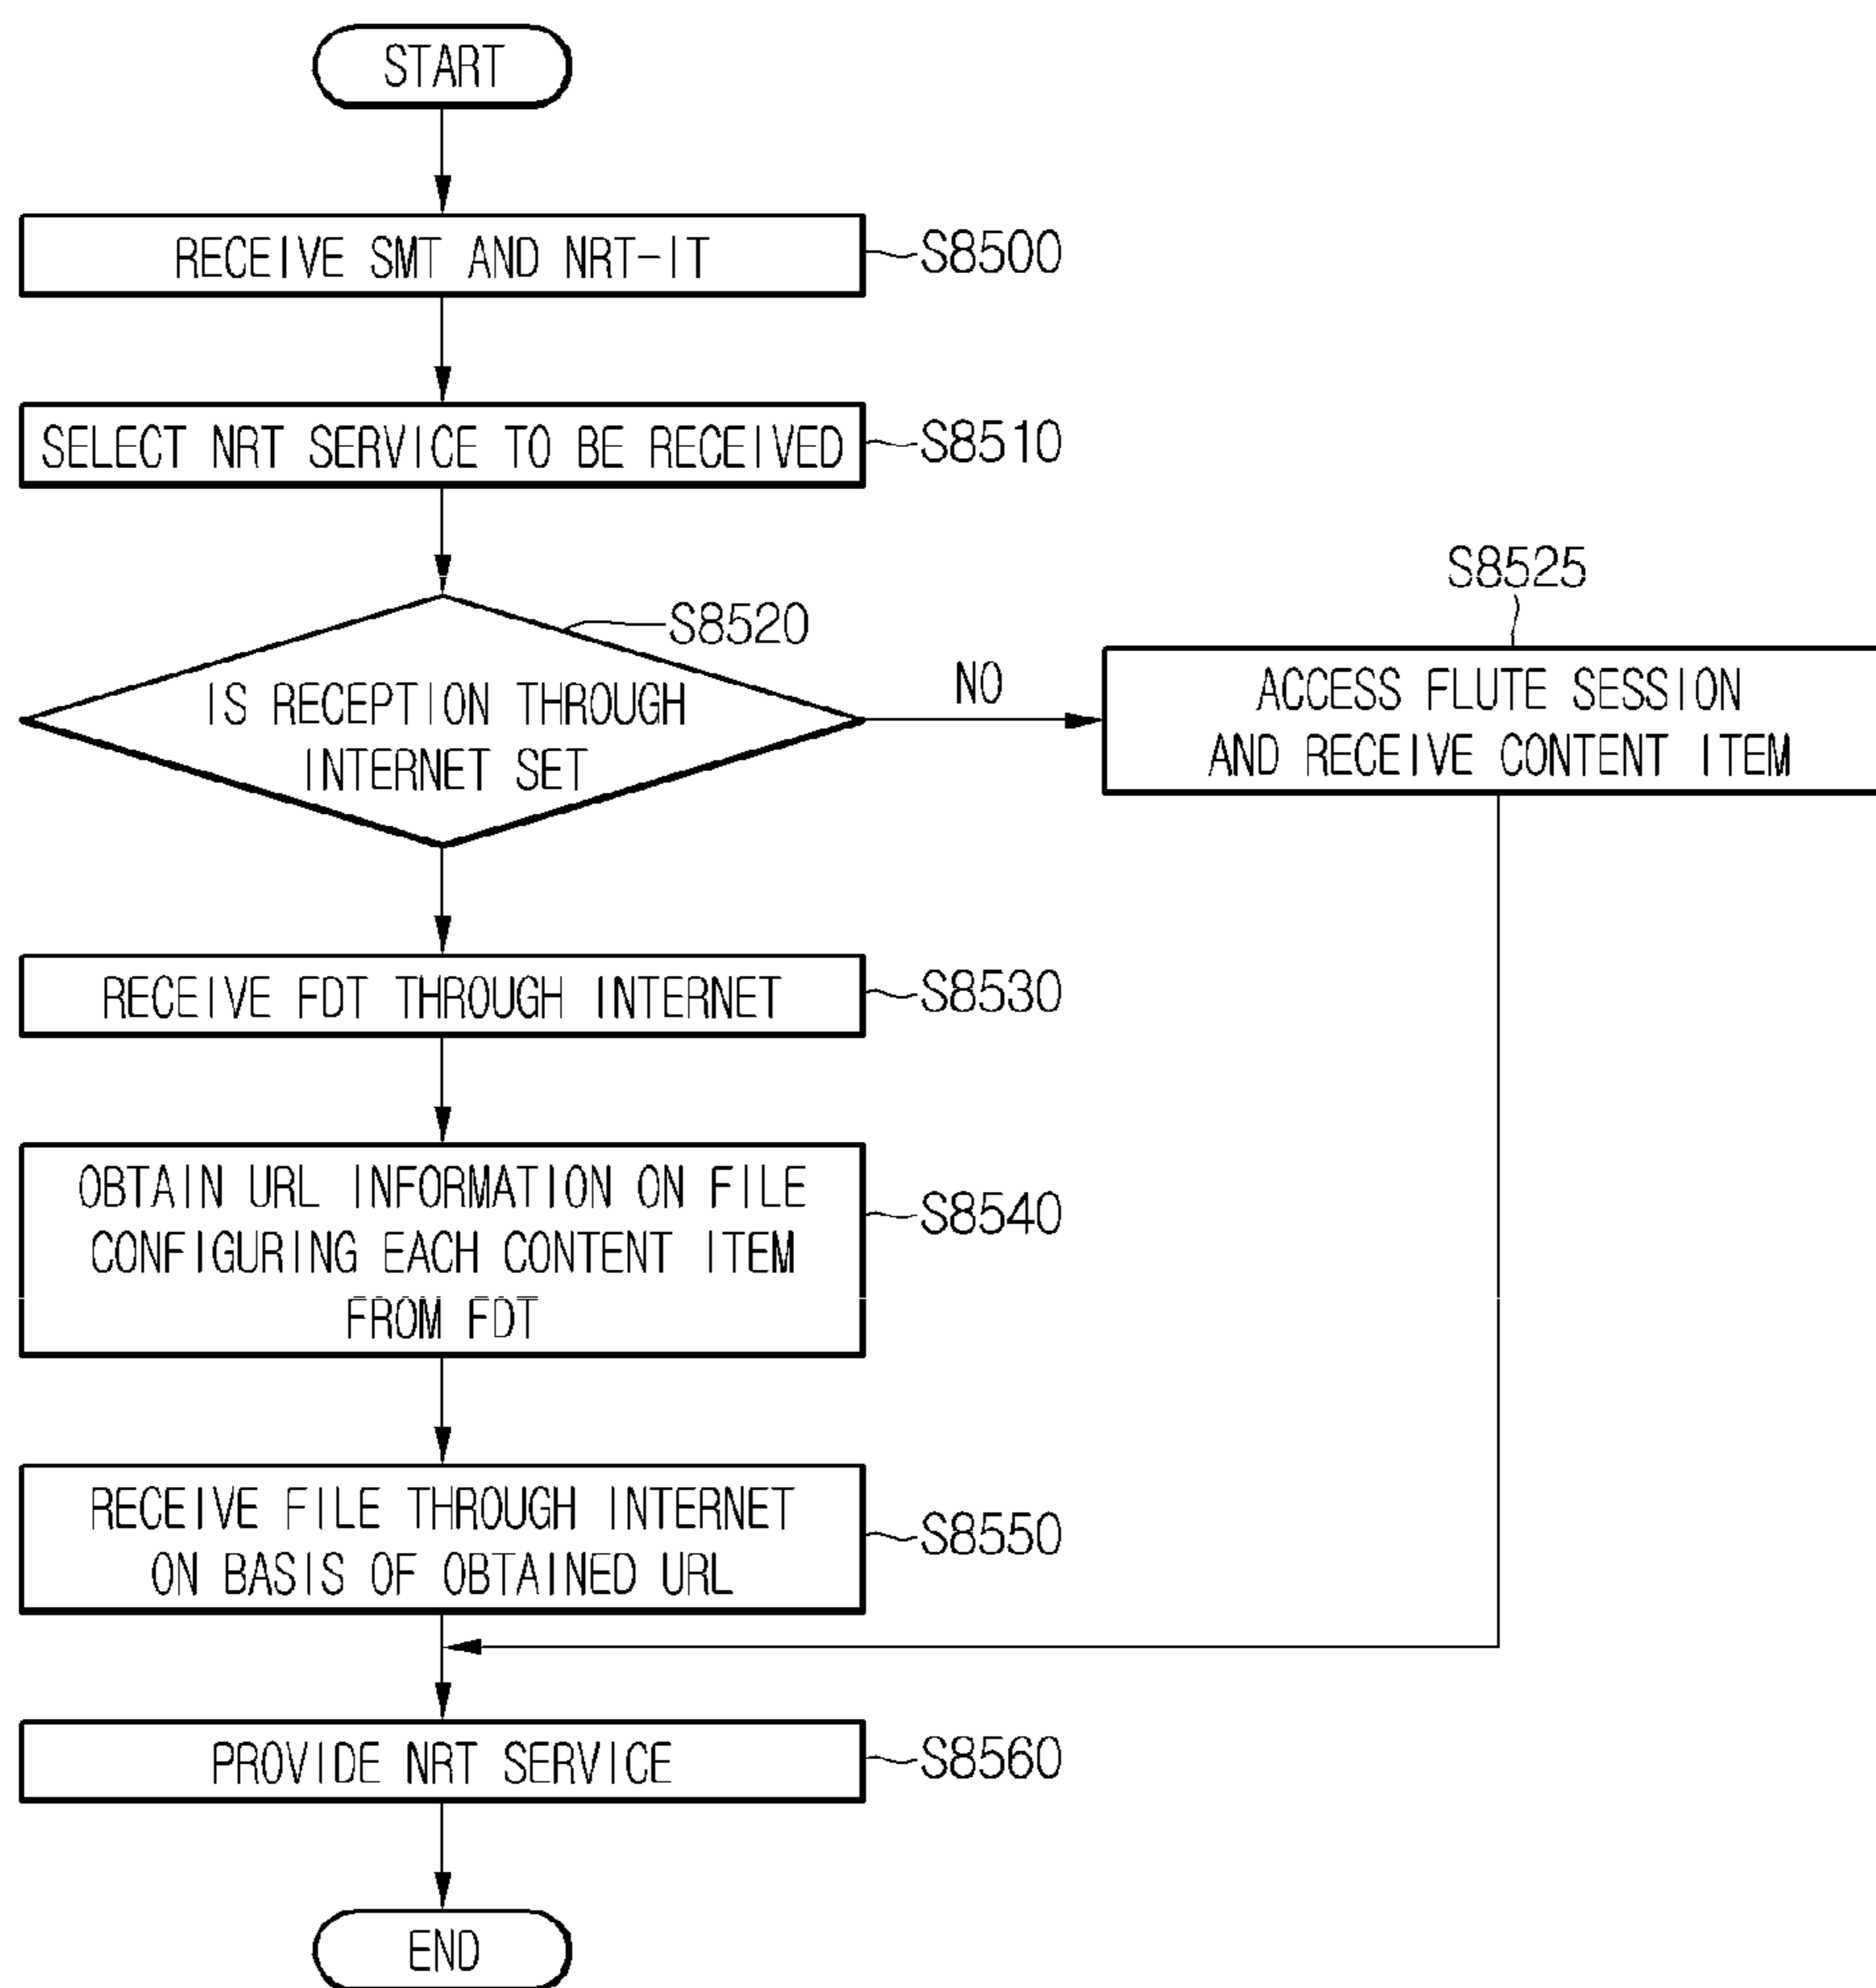 START
RECEIVE SMT AND NRT-IT
S8500
SELECT NRT SERVICE TO BE RECEIVED
S8510
S8520
IS RECEPTION THROUGH
INTERNET SET
NO
S8525
ACCESS FLUTE SESSION
AND RECEIVE CONTENT ITEM
RECEIVE FDT THROUGH INTERNET
S8530
OBTAIN URL INFORMATION ON FILE
CONFIGURING EACH CONTENT ITEM
FROM FDT
S8540
RECEIVE FILE THROUGH INTERNET
ON BASIS OF OBTAINED URL
S8550
PROVIDE NRT SERVICE
S8560
END